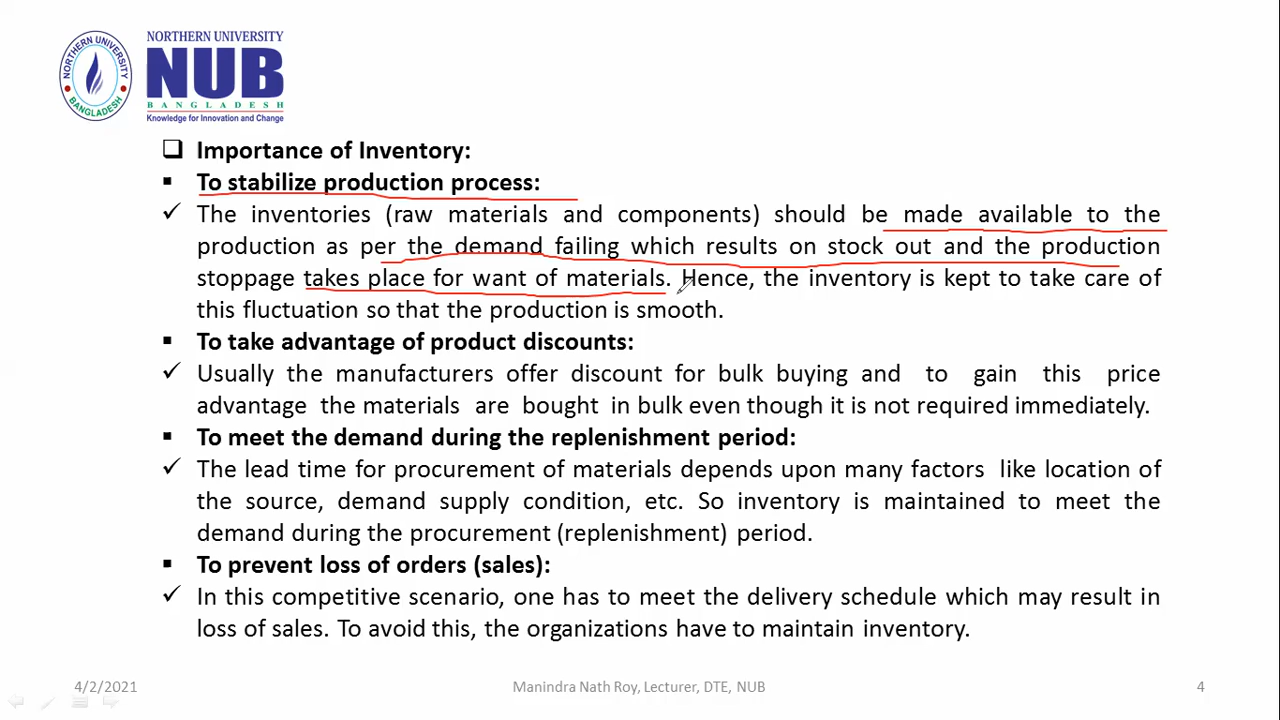 NORTHERN UNIVERSITY
NUB
BANGLADESH
Knowledge for Innovation and Change
NORTHERN UNIVERSITY
BANGLADESH
Importance of Inventory:
To stabilize production process:
The inventories (raw materials and components) should be made available to the
production as per the demand failing which results on stock out and the production
stoppage takes place for want of materials. Hence, the inventory is kept to take care of
this fluctuation so that the production is smooth.
To take advantage of product discounts:
Usually the manufacturers offer discount for bulk buying and to gain this price
advantage the materials are bought in bulk even though it is not required immediately.
To meet the demand during the replenishment period:
The lead time for procurement of materials depends upon many factors like location of
the source, demand supply condition, etc. So inventory is maintained to meet the
demand during the procurement (replenishment) period.
To prevent loss of orders (sales):
In this competitive scenario, one has to meet the delivery schedule which may result in
loss of sales. To avoid this, the organizations have to maintain inventory.
4/2/2021
Manindra Nath Roy, Lecturer, DTE, NUB
4